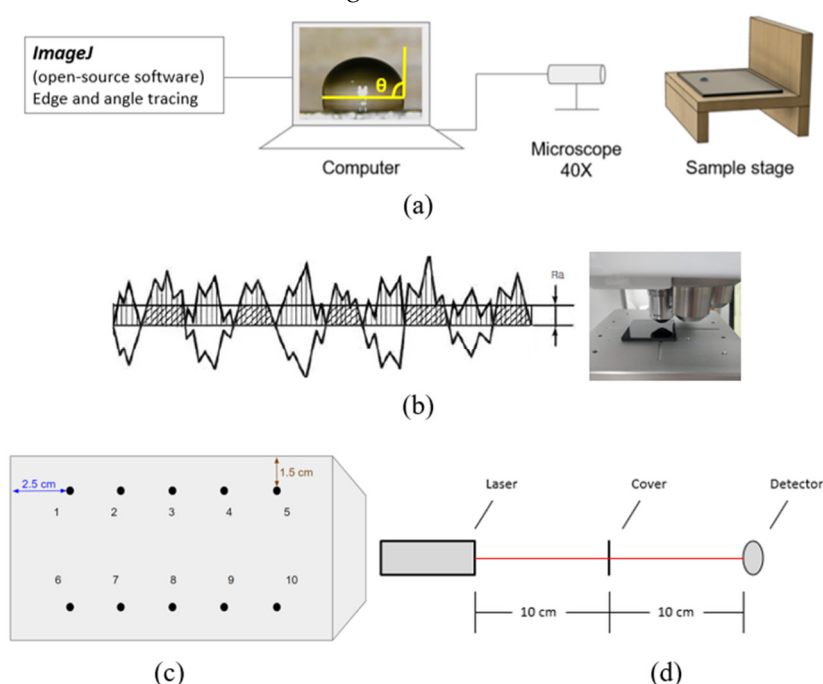 ImageJ
(open-source software)
Edge and angle tracing
θ
Computer
Microscope
40X
Sample stage
(a)
Ra
(b)
2.5 cm
1.5 cm
1 2 3 4 5
6 7 8 9 10
(c)
Laser
Cover
Detector
10 cm 10 cm
(d)